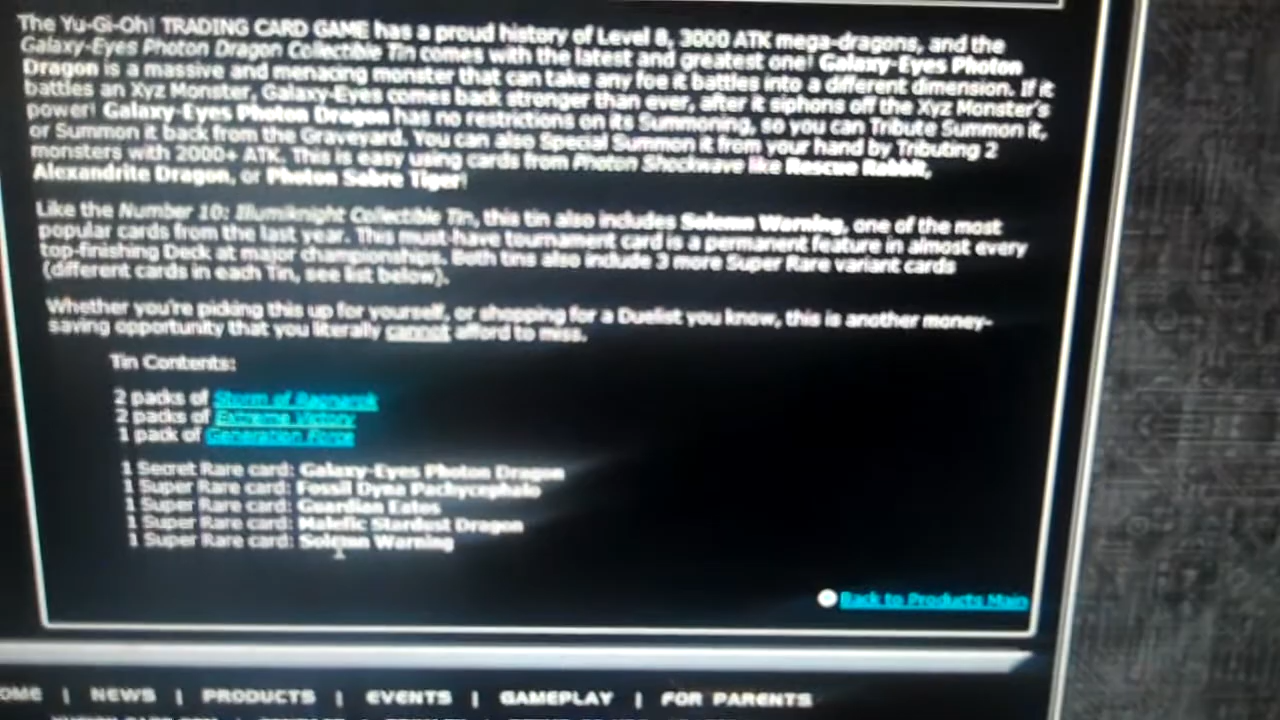 The Yu-Gi-Oh! TRADING CARD GAME has a proud history of Level 8, 3000 ATK mega-dragons, and the
Galaxy-Eyes Photon Dragon Collectible Tin comes with the latest and greatest one! Galaxy-Eyes Photon
Dragon is a massive and menacing monster that can take any foe it battles into a different dimension. If it
battles an Xyz Monster, Galaxy-Eyes comes back stronger than ever, after it siphons off the Xyz Monster's
power! Galaxy-Eyes Photon Dragon has no restrictions on its Summoning, so you can Tribute Summon it,
or Summon it back from the Graveyard. You can also Special Summon it from your hand by Tributing 2
monsters with 2000+ ATK. This is easy using cards from Photon Shockwave like Rescue Rabbit,
Alexandrite Dragon, or Photon Sabre Tiger!
Like the Number 10: Illumiknight Collectible Tin, this tin also includes Solemn Warning, one of the most
popular cards from the last year. This must-have tournament card is a permanent feature in almost every
top-finishing Deck at major championships. Both tins also include 3 more Super Rare variant cards
(different cards in each Tin, see list below).
Whether you're picking this up for yourself, or shopping for a Duelist you know, this is another money-
saving opportunity that you literally cannot afford to miss.
Tin Contents:
2 packs of Storm of Ragnarok
2 packs of Extreme Victory
1 pack of Generation Force
1 Secret Rare card: Galaxy-Eyes Photon Dragon
1 Super Rare card: Fossil Dyna Pachycephalo
1 Super Rare card: Guardian Eatos
1 Super Rare card: Malefic Stardust Dragon
1 Super Rare card: Solemn Warning
Back to Products Main
OME | NEWS | PRODUCTS | EVENTS | GAMEPLAY | FOR PARENTS